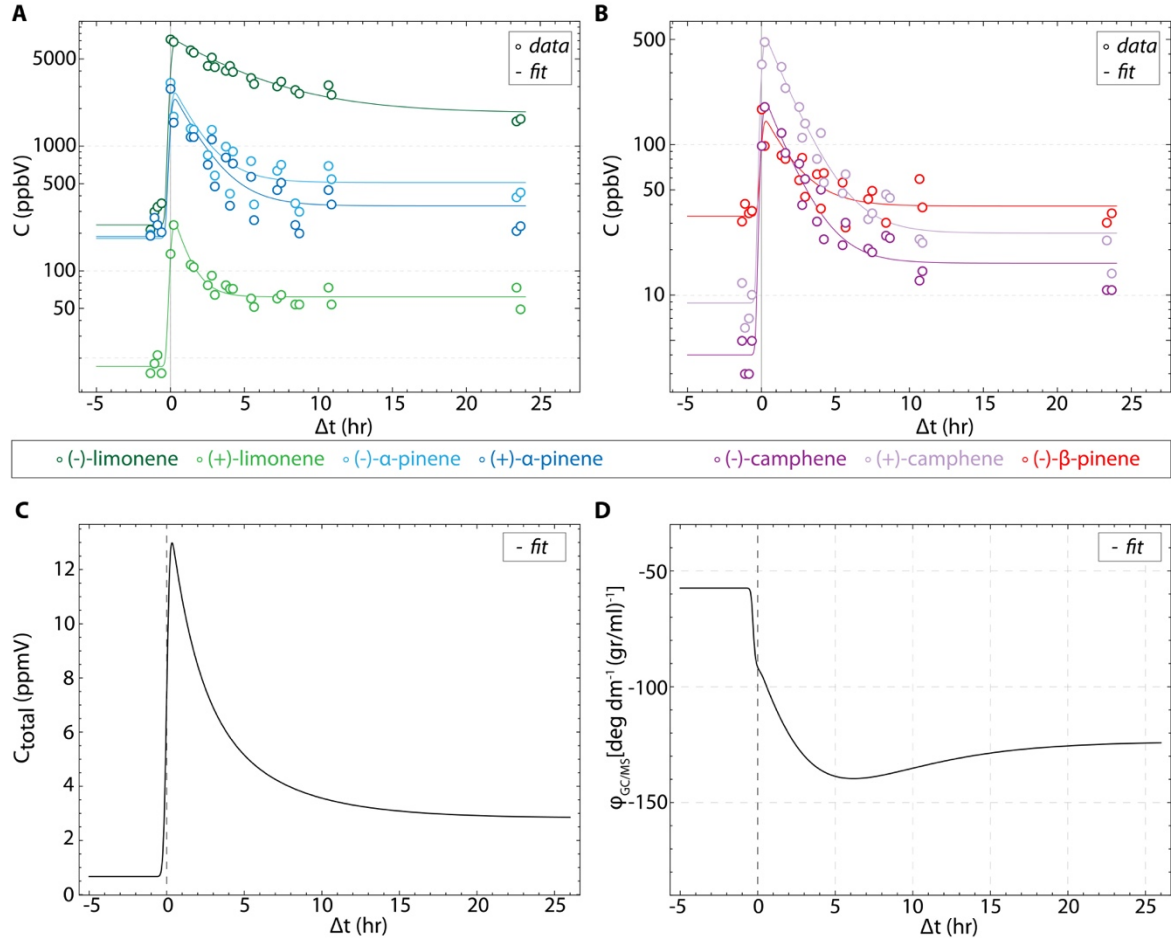 A
B
5000
1000
500
100
50
C (ppbV)
data
- fit
-5 0 5 10 15 20 25
Δt (hr)
500
100
50
10
C (ppbV)
data
- fit
-5 0 5 10 15 20 25
Δt (hr)
(-)-limonene (+)-limonene (-)-α-pinene (+)-α-pinene (-)-camphene (+)-camphene (-)-β-pinene
C
D
12
10
8
6
4
2
0
C_total (ppmV)
- fit
-5 0 5 10 15 20 25
Δt (hr)
-50
-100
-150
φ_GC/MS [deg dm⁻¹ (gr/ml)⁻¹]
- fit
-5 0 5 10 15 20 25
Δt (hr)